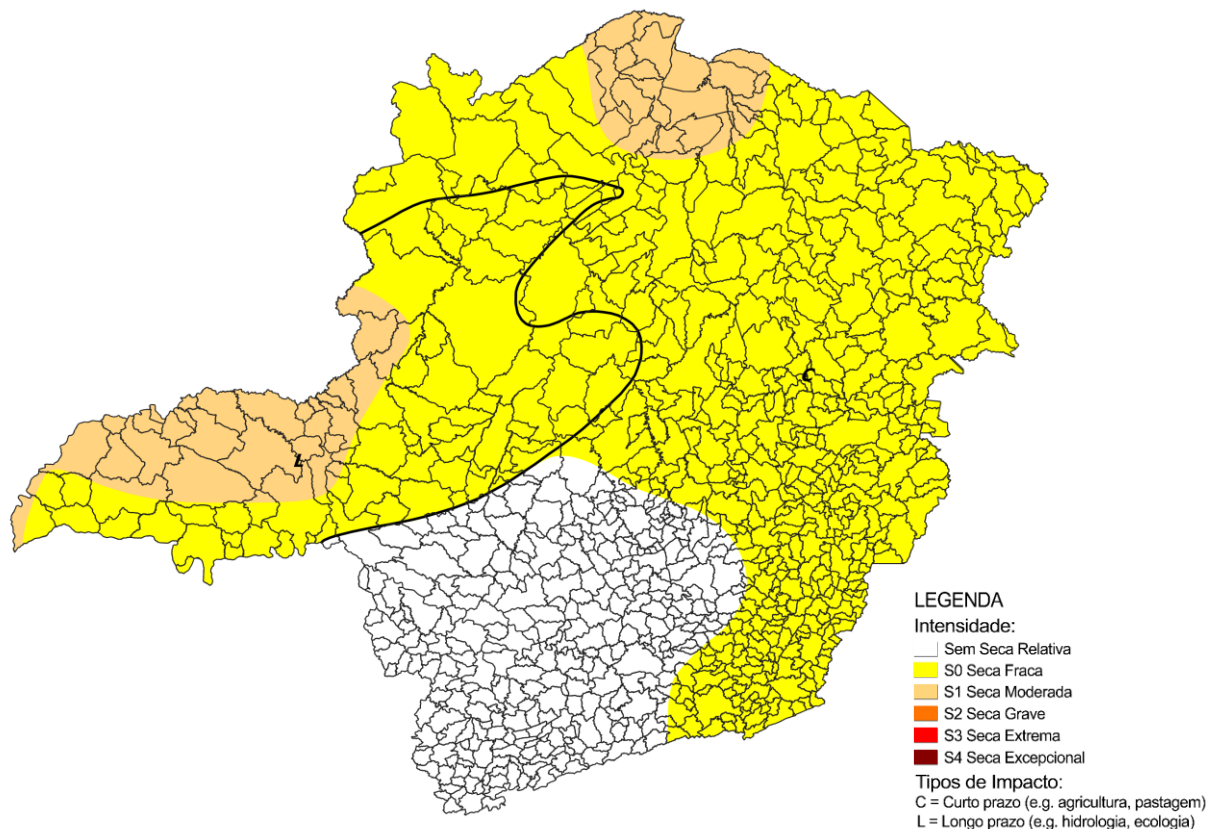 C
L
LEGENDA
Intensidade:
Sem Seca Relativa
S0 Seca Fraca
S1 Seca Moderada
S2 Seca Grave
S3 Seca Extrema
S4 Seca Excepcional
Tipos de Impacto:
C = Curto prazo (e.g. agricultura, pastagem)
L = Longo prazo (e.g. hidrologia, ecologia)